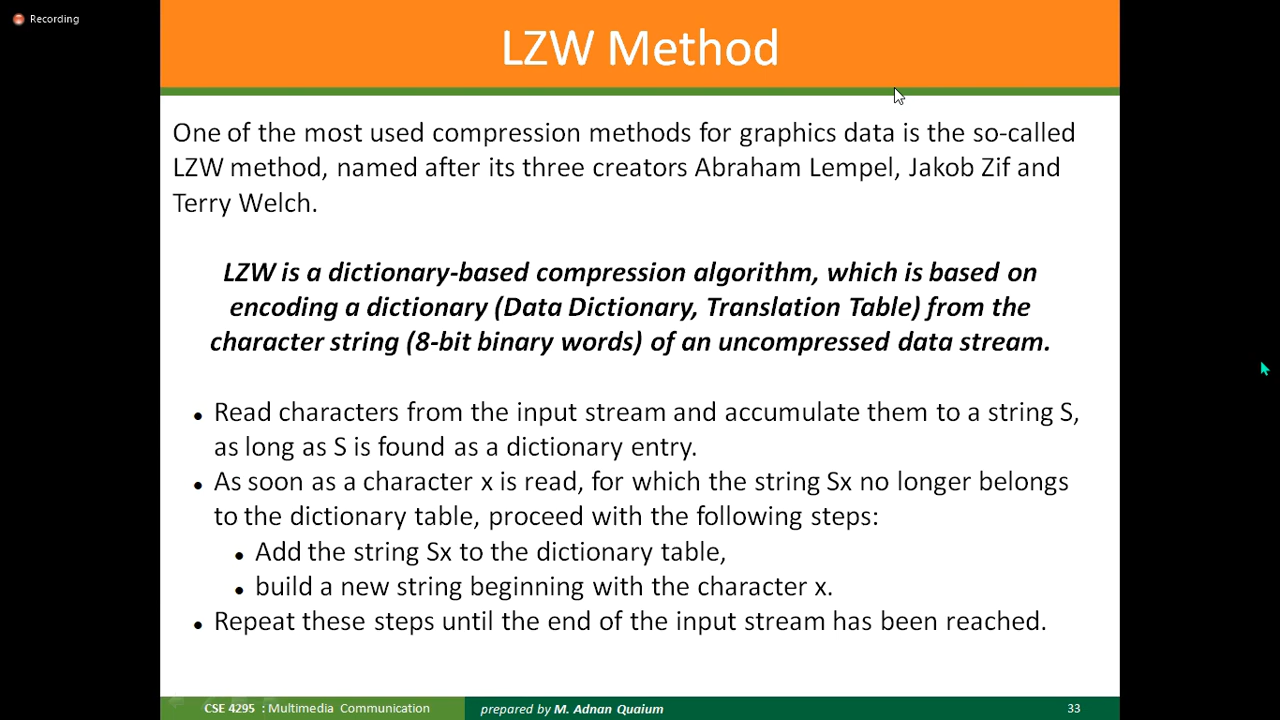 Recording
LZW Method
One of the most used compression methods for graphics data is the so-called
LZW method, named after its three creators Abraham Lempel, Jakob Zif and
Terry Welch.
LZW is a dictionary-based compression algorithm, which is based on
encoding a dictionary (Data Dictionary, Translation Table) from the
character string (8-bit binary words) of an uncompressed data stream.
• Read characters from the input stream and accumulate them to a string S,
as long as S is found as a dictionary entry.
• As soon as a character x is read, for which the string Sx no longer belongs
to the dictionary table, proceed with the following steps:
• Add the string Sx to the dictionary table,
• build a new string beginning with the character x.
• Repeat these steps until the end of the input stream has been reached.
CSE 4295 : Multimedia Communication prepared by M. Adnan Quaium 33